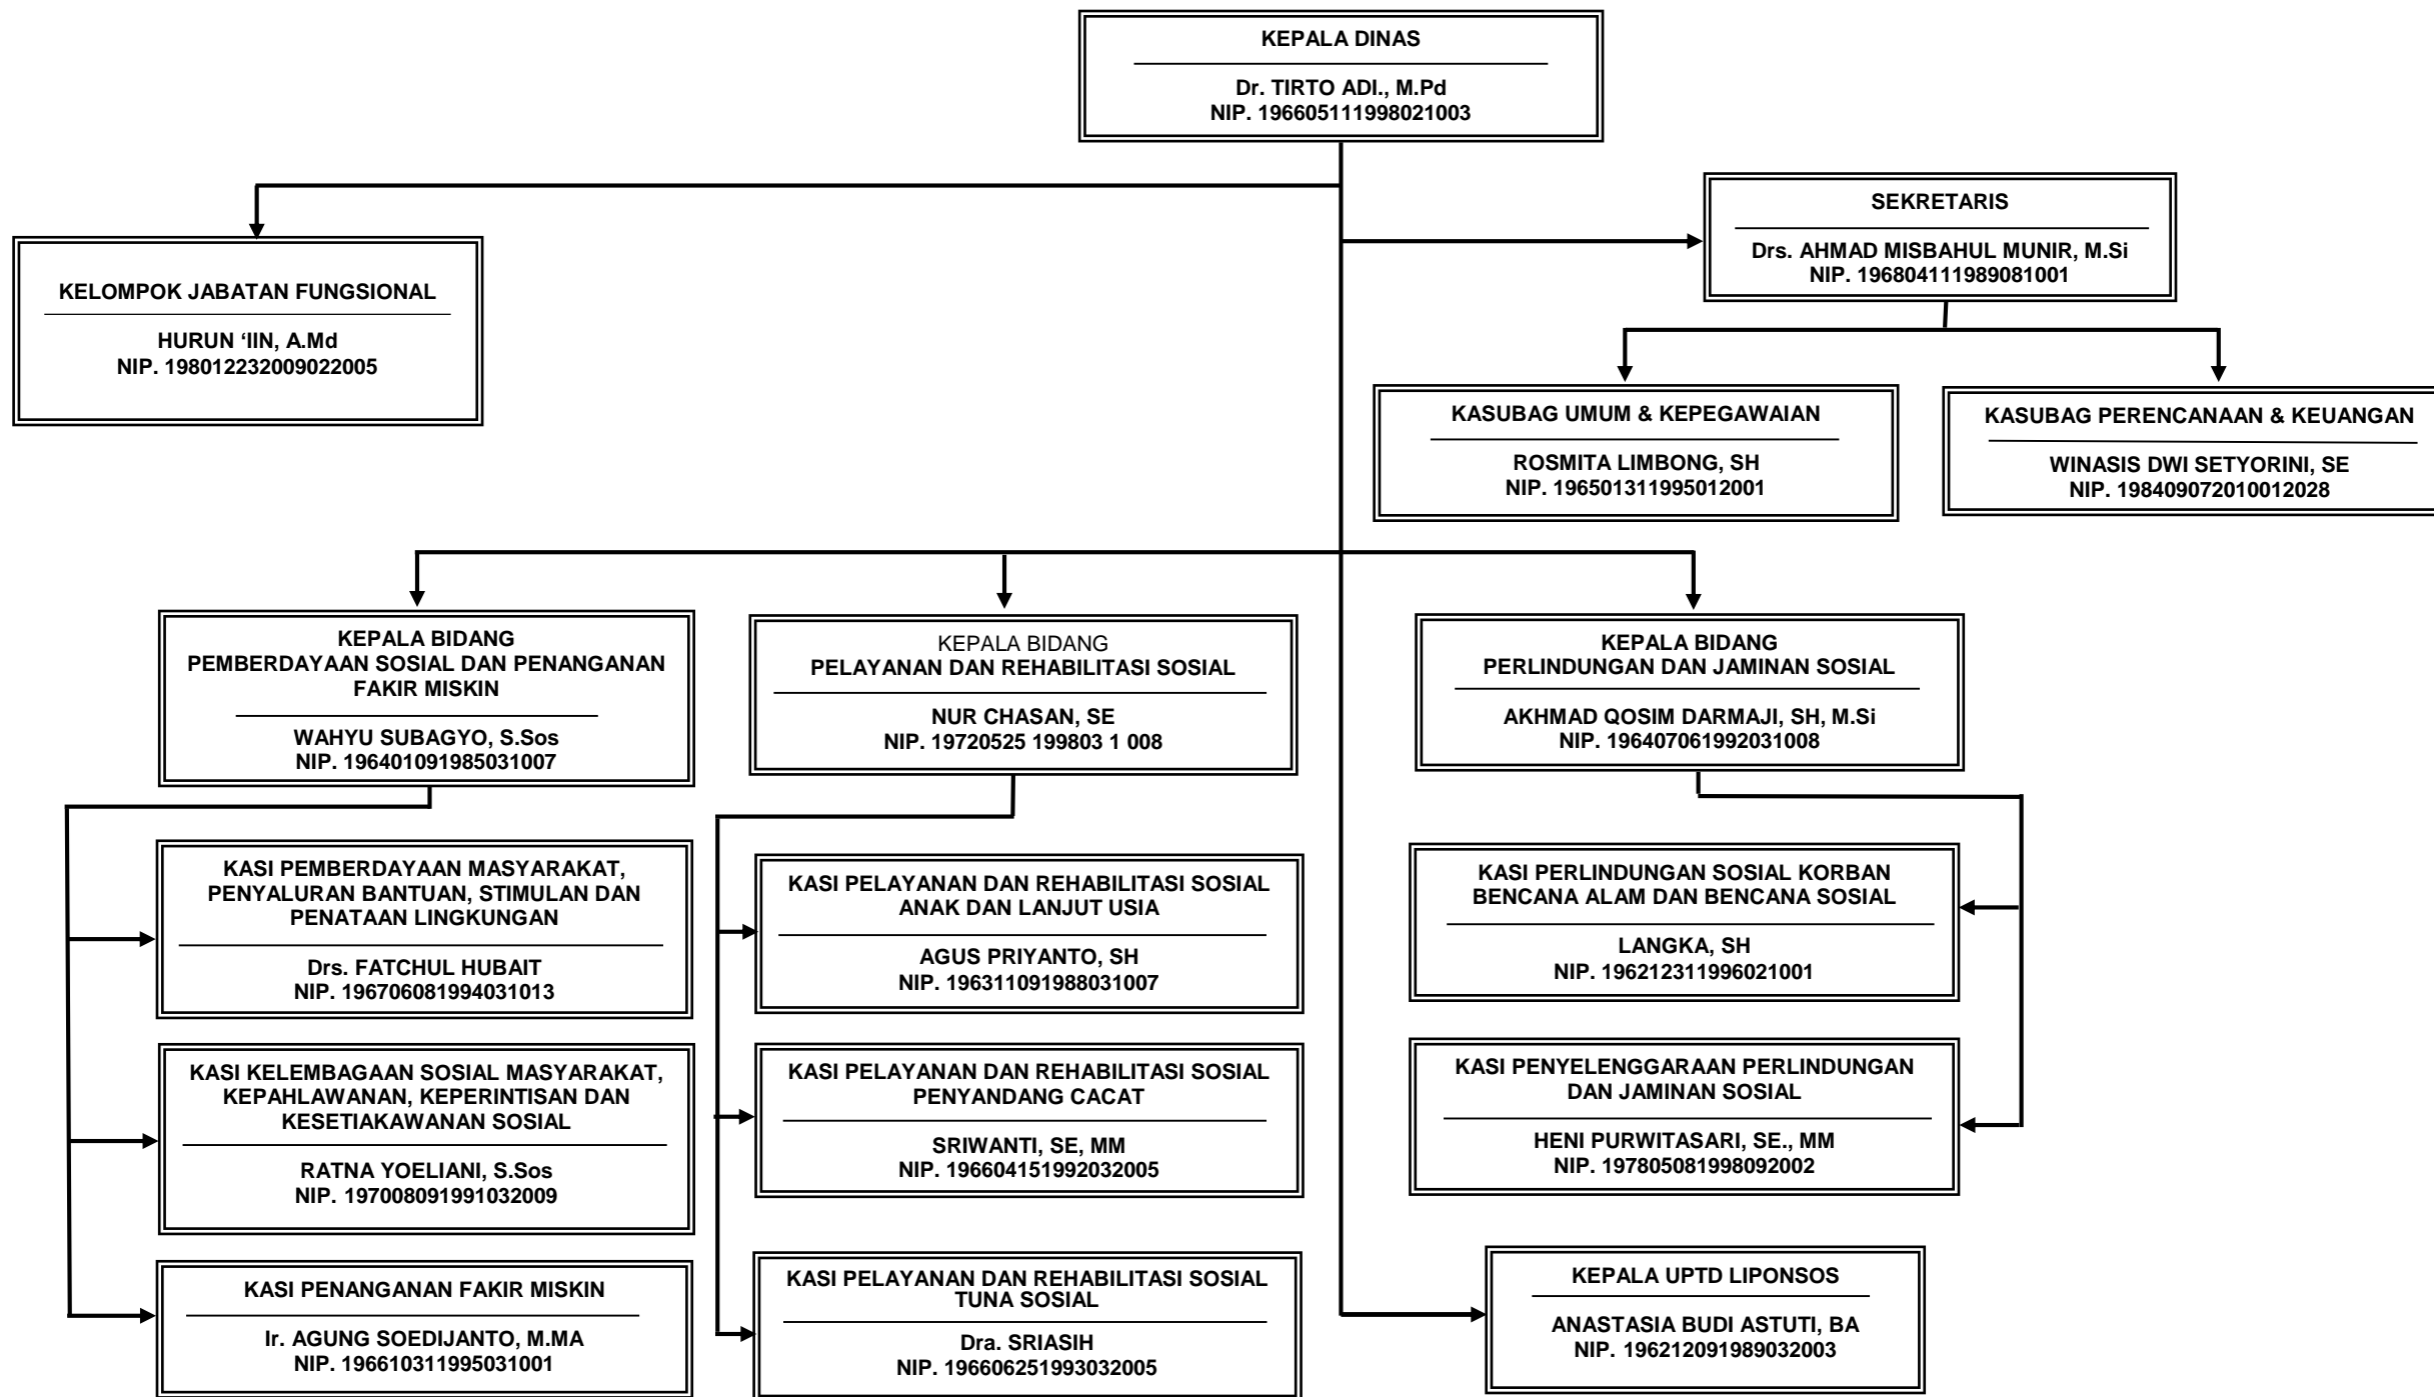 KEPALA DINAS
Dr. TIRTO ADI., M.Pd
NIP. 196605111998021003
SEKRETARIS
Drs. AHMAD MISBAHUL MUNIR, M.Si
NIP. 196804111989081001
KELOMPOK JABATAN FUNGSIONAL
HURUN ‘IIN, A.Md
NIP. 198012232009022005
KASUBAG UMUM & KEPEGAWAIAN
ROSMITA LIMBONG, SH
NIP. 196501311995012001
KASUBAG PERENCANAAN & KEUANGAN
WINASIS DWI SETYORINI, SE
NIP. 198409072010012028
KEPALA BIDANG
PEMBERDAYAAN SOSIAL DAN PENANGANAN
FAKIR MISKIN
WAHYU SUBAGYO, S.Sos
NIP. 196401091985031007
KEPALA BIDANG
PELAYANAN DAN REHABILITASI SOSIAL
NUR CHASAN, SE
NIP. 19720525 199803 1 008
KEPALA BIDANG
PERLINDUNGAN DAN JAMINAN SOSIAL
AKHMAD QOSIM DARMAJI, SH, M.Si
NIP. 196407061992031008
KASI PEMBERDAYAAN MASYARAKAT,
PENYALURAN BANTUAN, STIMULAN DAN
PENATAAN LINGKUNGAN
Drs. FATCHUL HUBAIT
NIP. 196706081994031013
KASI PELAYANAN DAN REHABILITASI SOSIAL
ANAK DAN LANJUT USIA
AGUS PRIYANTO, SH
NIP. 196311091988031007
KASI PERLINDUNGAN SOSIAL KORBAN
BENCANA ALAM DAN BENCANA SOSIAL
LANGKA, SH
NIP. 196212311996021001
KASI KELEMBAGAAN SOSIAL MASYARAKAT,
KEPAHLAWANAN, KEPERINTISAN DAN
KESETIAKAWANAN SOSIAL
RATNA YOELIANI, S.Sos
NIP. 197008091991032009
KASI PELAYANAN DAN REHABILITASI SOSIAL
PENYANDANG CACAT
SRIWANTI, SE, MM
NIP. 196604151992032005
KASI PENYELENGGARAAN PERLINDUNGAN
DAN JAMINAN SOSIAL
HENI PURWITASARI, SE., MM
NIP. 197805081998092002
KASI PENANGANAN FAKIR MISKIN
Ir. AGUNG SOEDIJANTO, M.MA
NIP. 196610311995031001
KASI PELAYANAN DAN REHABILITASI SOSIAL
TUNA SOSIAL
Dra. SRIASIH
NIP. 196606251993032005
KEPALA UPTD LIPONSOS
ANASTASIA BUDI ASTUTI, BA
NIP. 196212091989032003